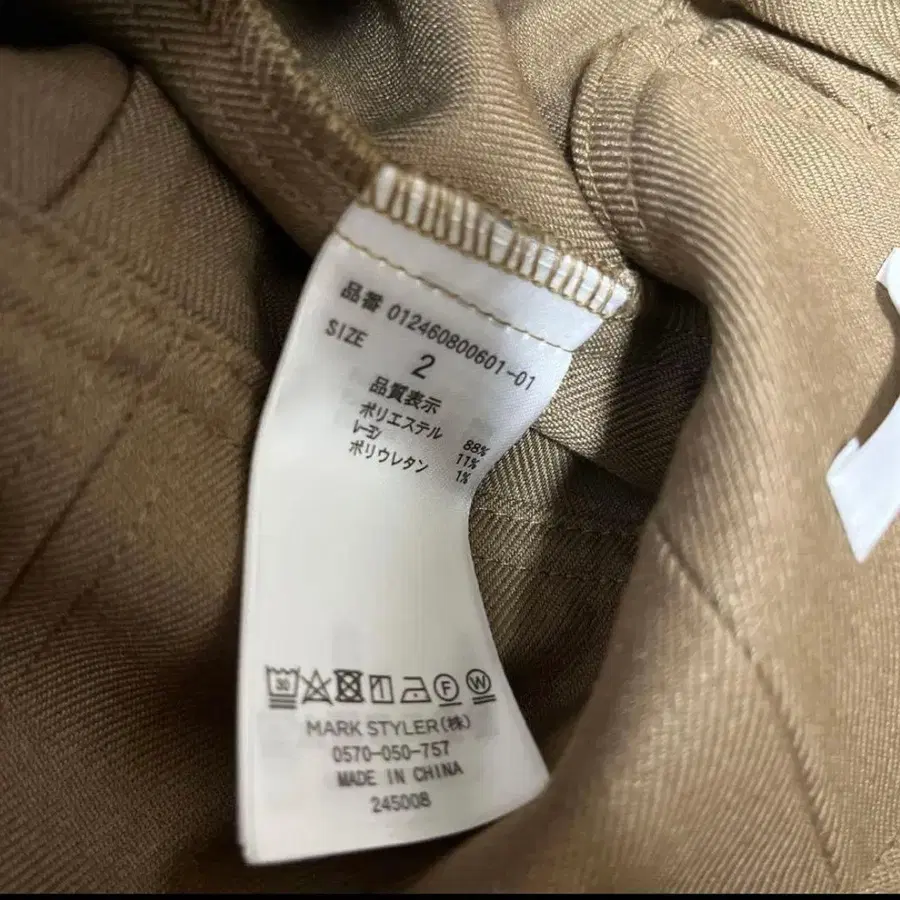 品番 012460800601-01
SIZE 2
品質表示
ポリエステル 88%
レーヨン 11%
ポリウレタン 1%
30 F W
MARK STYLER(株)
0570-050-757
MADE IN CHINA
245008